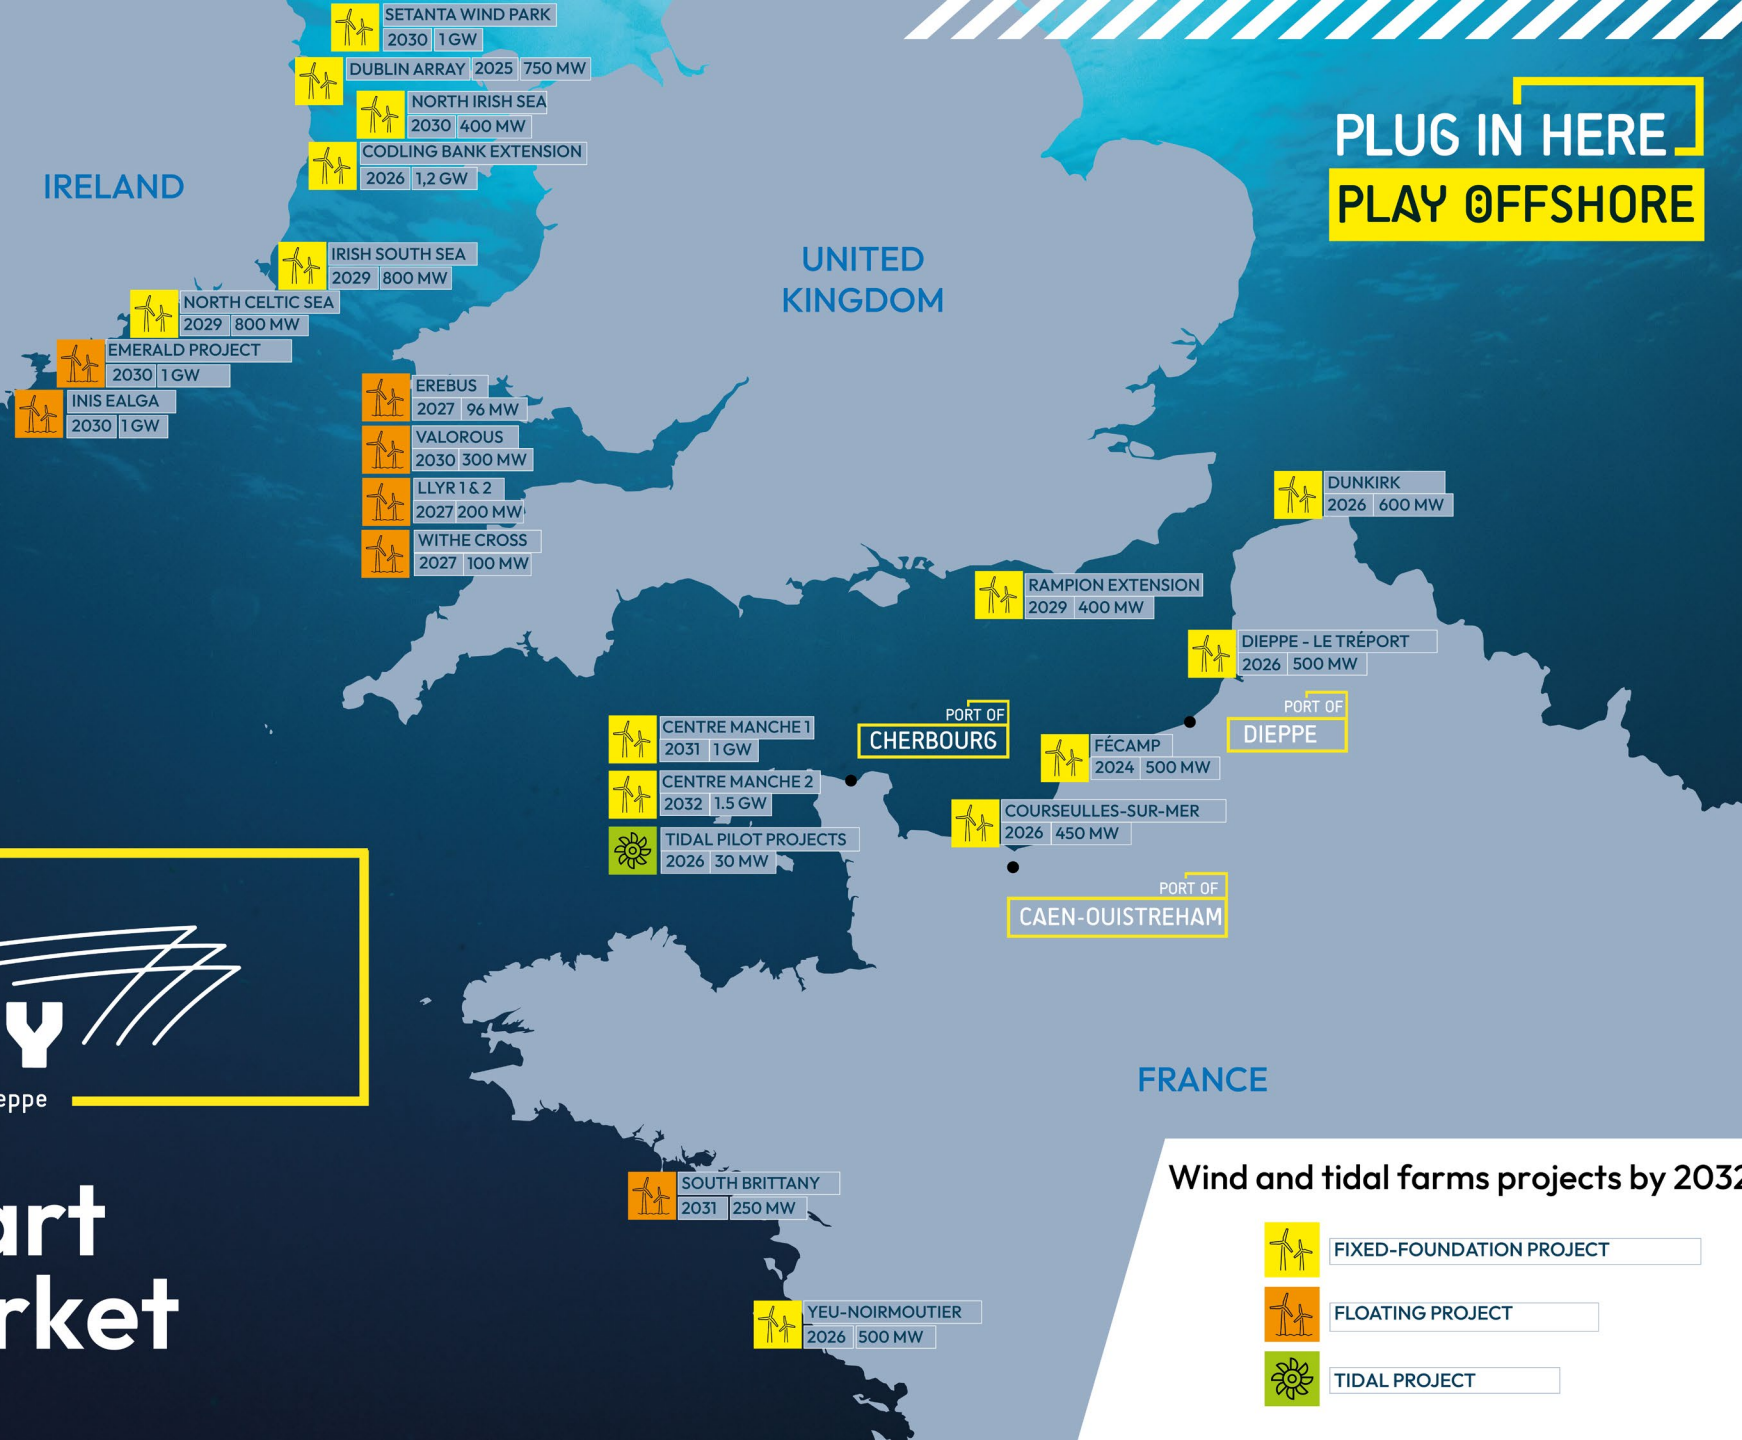 SETANTA WIND PARK
2030 1 GW
DUBLIN ARRAY 2025 750 MW
NORTH IRISH SEA
2030 400 MW
CODLING BANK EXTENSION
2026 1,2 GW
IRELAND
IRISH SOUTH SEA
2029 800 MW
NORTH CELTIC SEA
2029 800 MW
EMERALD PROJECT
2030 1 GW
INIS EALGA
2030 1 GW
PLUG IN HERE
PLAY OFFSHORE
UNITED
KINGDOM
EREBUS
2027 96 MW
VALOROUS
2030 300 MW
LLYR 1 & 2
2027 200 MW
WITHE CROSS
2027 100 MW
DUNKIRK
2026 600 MW
RAMPION EXTENSION
2029 400 MW
DIEPPE - LE TRÉPORT
2026 500 MW
PORT OF
DIEPPE
PORT OF
CHERBOURG
CENTRE MANCHE 1
2031 1 GW
CENTRE MANCHE 2
2032 1.5 GW
TIDAL PILOT PROJECTS
2026 30 MW
FÉCAMP
2024 500 MW
COURSEULLES-SUR-MER
2026 450 MW
PORT OF
CAEN-OUISTREHAM
Y
eppe
art
rket
FRANCE
SOUTH BRITTANY
2031 250 MW
YEU-NOIRMOUTIER
2026 500 MW
Wind and tidal farms projects by 2032
FIXED-FOUNDATION PROJECT
FLOATING PROJECT
TIDAL PROJECT